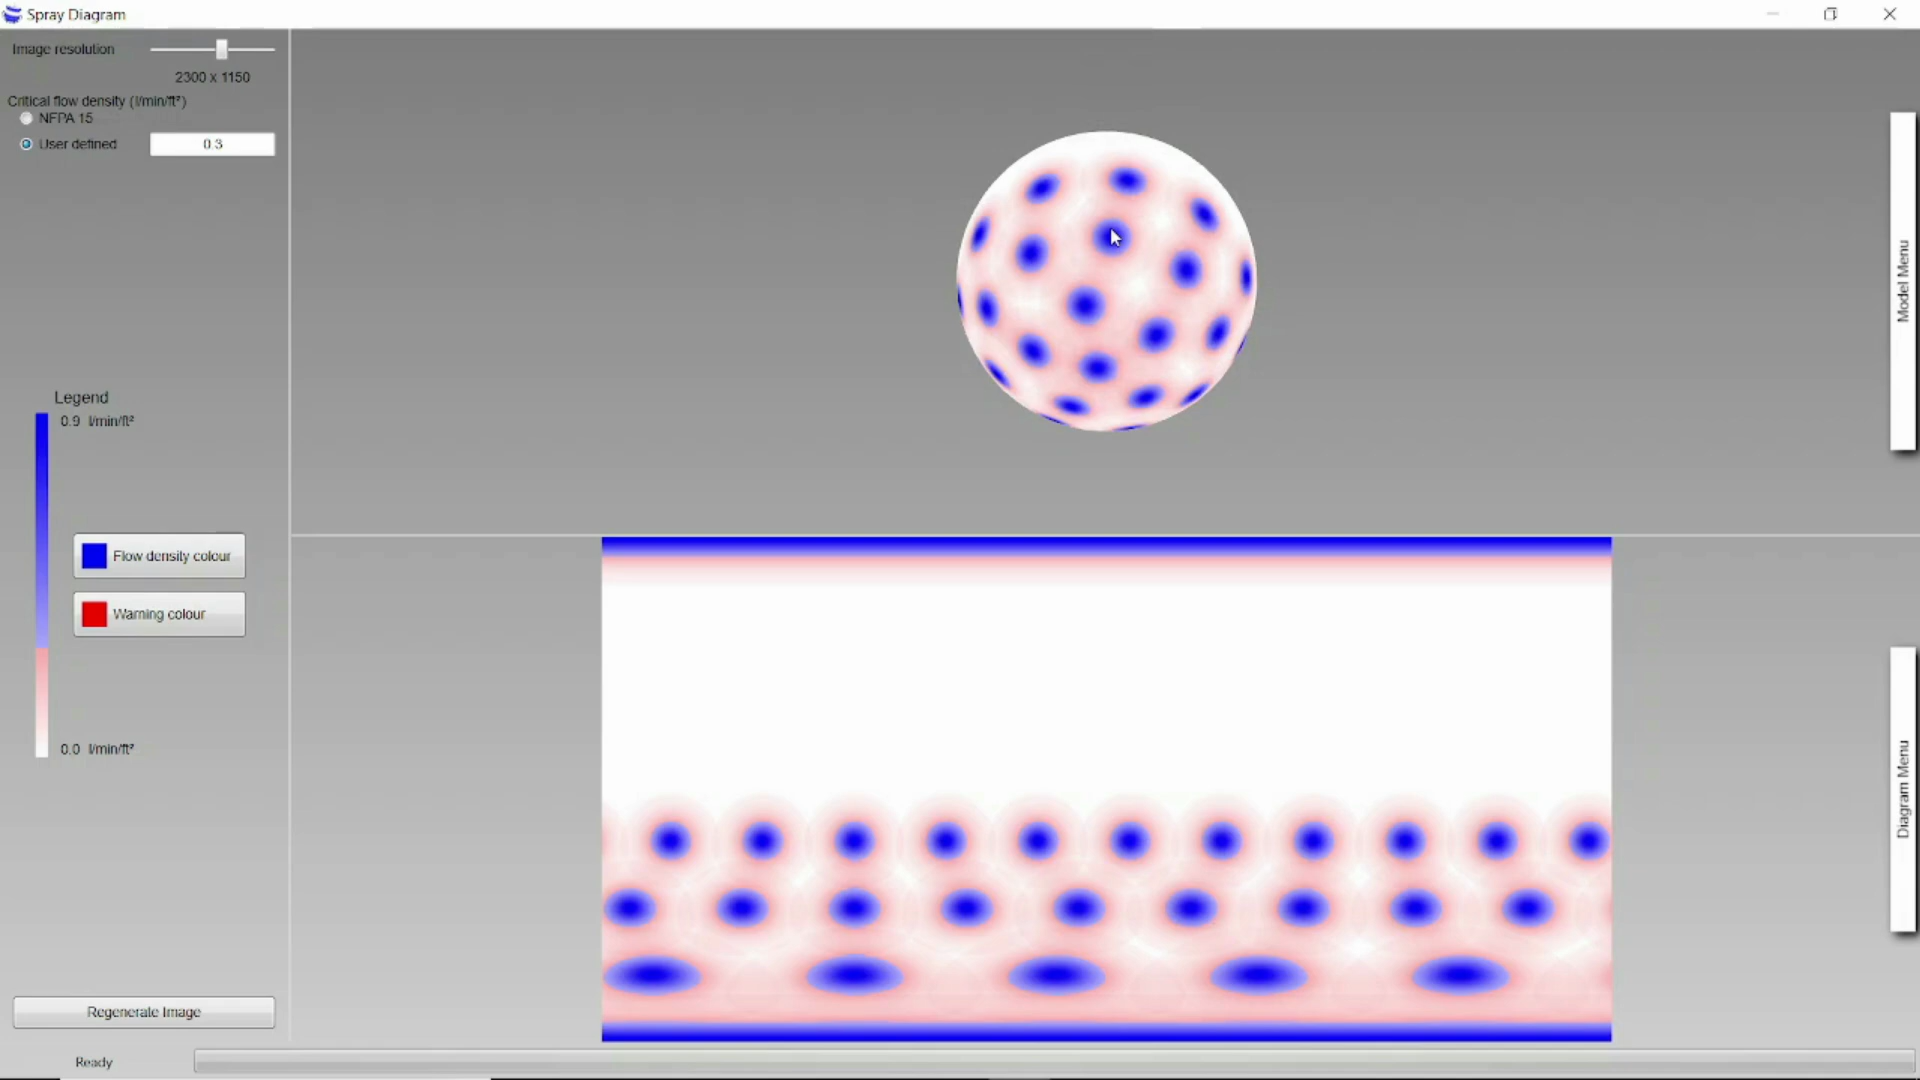 Spray Diagram
Image resolution
2300 x 1150
Critical flow density (l/min/ft²)
NFPA 15
User defined
0.3
Legend
0.9 l/min/ft²
Flow density colour
Warning colour
0.0 l/min/ft²
Regenerate Image
Ready
Model Menu
Diagram Menu